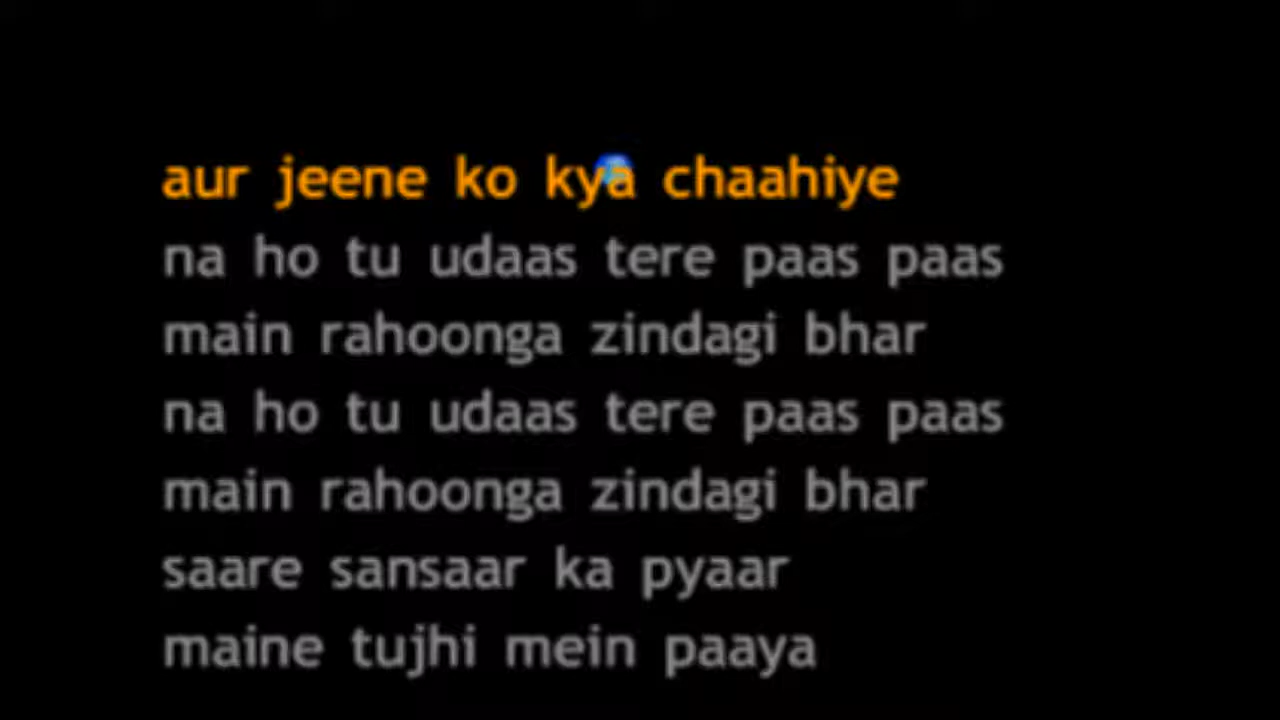 aur jeene ko kya chaahiye
na ho tu udaas tere paas paas
main rahoonga zindagi bhar
na ho tu udaas tere paas paas
main rahoonga zindagi bhar
saare sansaar ka pyaar
maine tujhi mein paaya